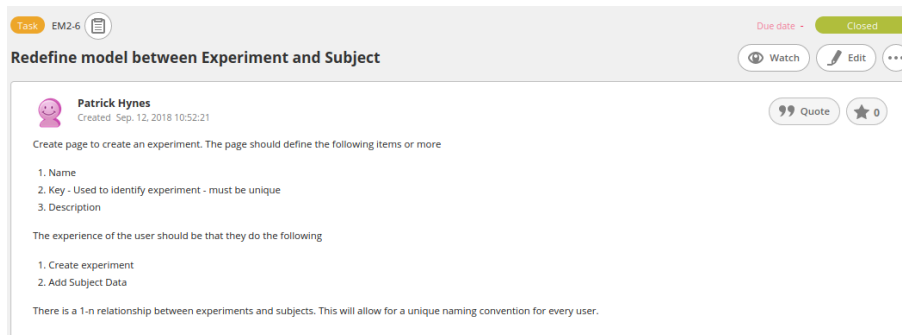 Task EM2-6 Due date - Closed
Redefine model between Experiment and Subject Watch Edit
Patrick Hynes
Created Sep. 12, 2018 10:52:21 Quote 0
Create page to create an experiment. The page should define the following items or more
1. Name
2. Key - Used to identify experiment - must be unique
3. Description
The experience of the user should be that they do the following
1. Create experiment
2. Add Subject Data
There is a 1-n relationship between experiments and subjects. This will allow for a unique naming convention for every user.